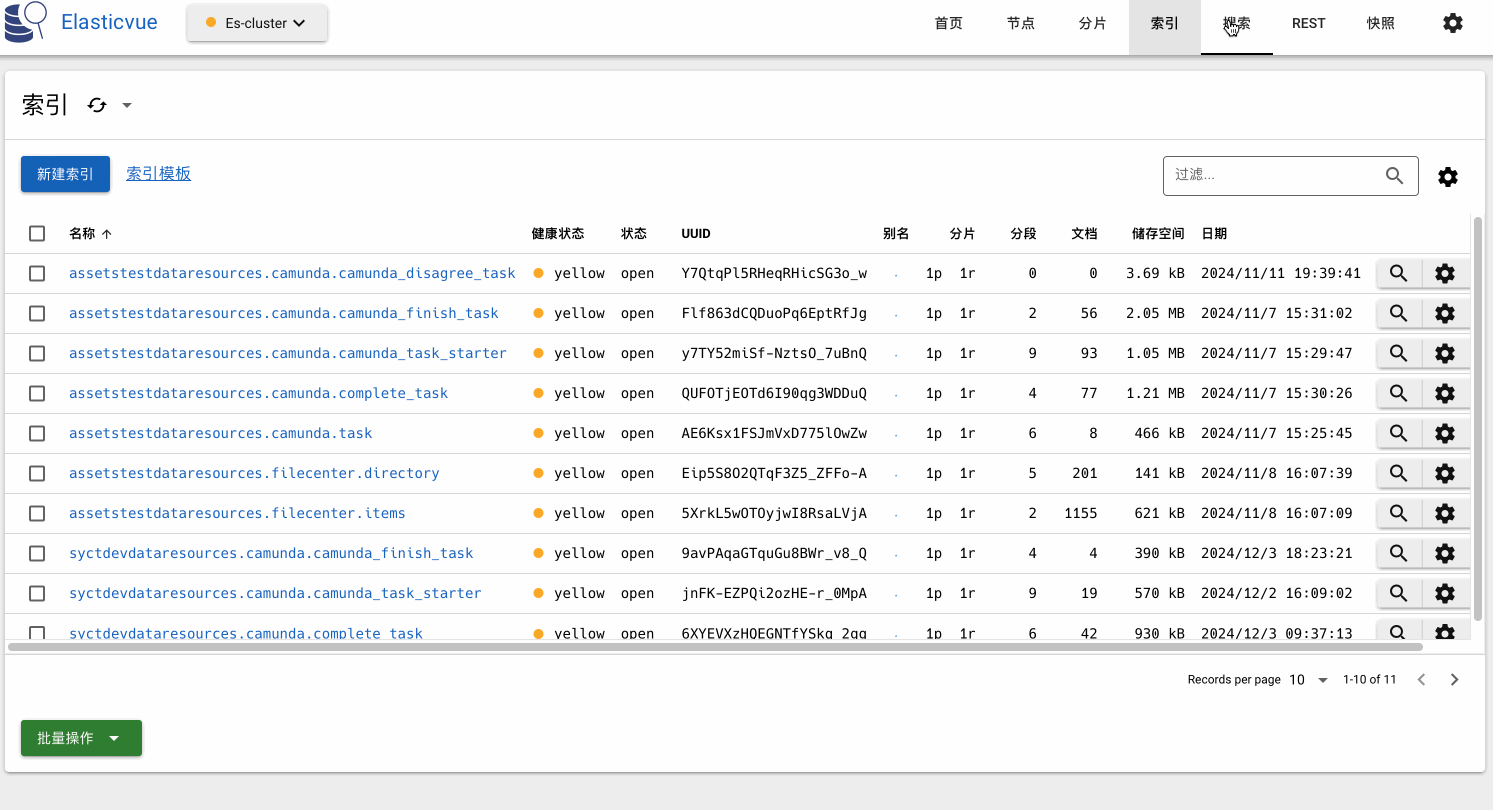 Elasticvue Es-cluster 首页 节点 分片 索引 搜索 REST 快照
索引
新建索引 索引模板 过滤...
名称 健康状态 状态 UUID 别名 分片 分段 文档 储存空间 日期
assetstestdataresources.camunda.camunda_disagree_task yellow open Y7QtqPl5RHeqRHicSG3o_w 1p 1r 0 0 3.69 kB 2024/11/11 19:39:41
assetstestdataresources.camunda.camunda_finish_task yellow open Flf863dCQDuoPq6EptRfJg 1p 1r 2 56 2.05 MB 2024/11/7 15:31:02
assetstestdataresources.camunda.camunda_task_starter yellow open y7TY52miSf-NztsO_7uBnQ 1p 1r 9 93 1.05 MB 2024/11/7 15:29:47
assetstestdataresources.camunda.complete_task yellow open QUFOTjEOTd6I90qg3WDDuQ 1p 1r 4 77 1.21 MB 2024/11/7 15:30:26
assetstestdataresources.camunda.task yellow open AE6Ksx1FSJmVxD775lOwZw 1p 1r 6 8 466 kB 2024/11/7 15:25:45
assetstestdataresources.filecenter.directory yellow open Eip5S8O2QTqF3Z5_ZFFo-A 1p 1r 5 201 141 kB 2024/11/8 16:07:39
assetstestdataresources.filecenter.items yellow open 5XrkL5wOTOyjwI8RsaLVjA 1p 1r 2 1155 621 kB 2024/11/8 16:07:09
syctdevdataresources.camunda.camunda_finish_task yellow open 9avPAqaGTquGu8BWr_v8_Q 1p 1r 4 4 390 kB 2024/12/3 18:23:21
syctdevdataresources.camunda.camunda_task_starter yellow open jnFK-EZPQi2ozHE-r_0MpA 1p 1r 9 19 570 kB 2024/12/2 16:09:02
syctdevdataresources.camunda.complete_task yellow open 6XYEVXzHQEGNTfYSkq_2qg 1p 1r 6 42 930 kB 2024/12/3 09:37:13
Records per page 10 1-10 of 11
批量操作